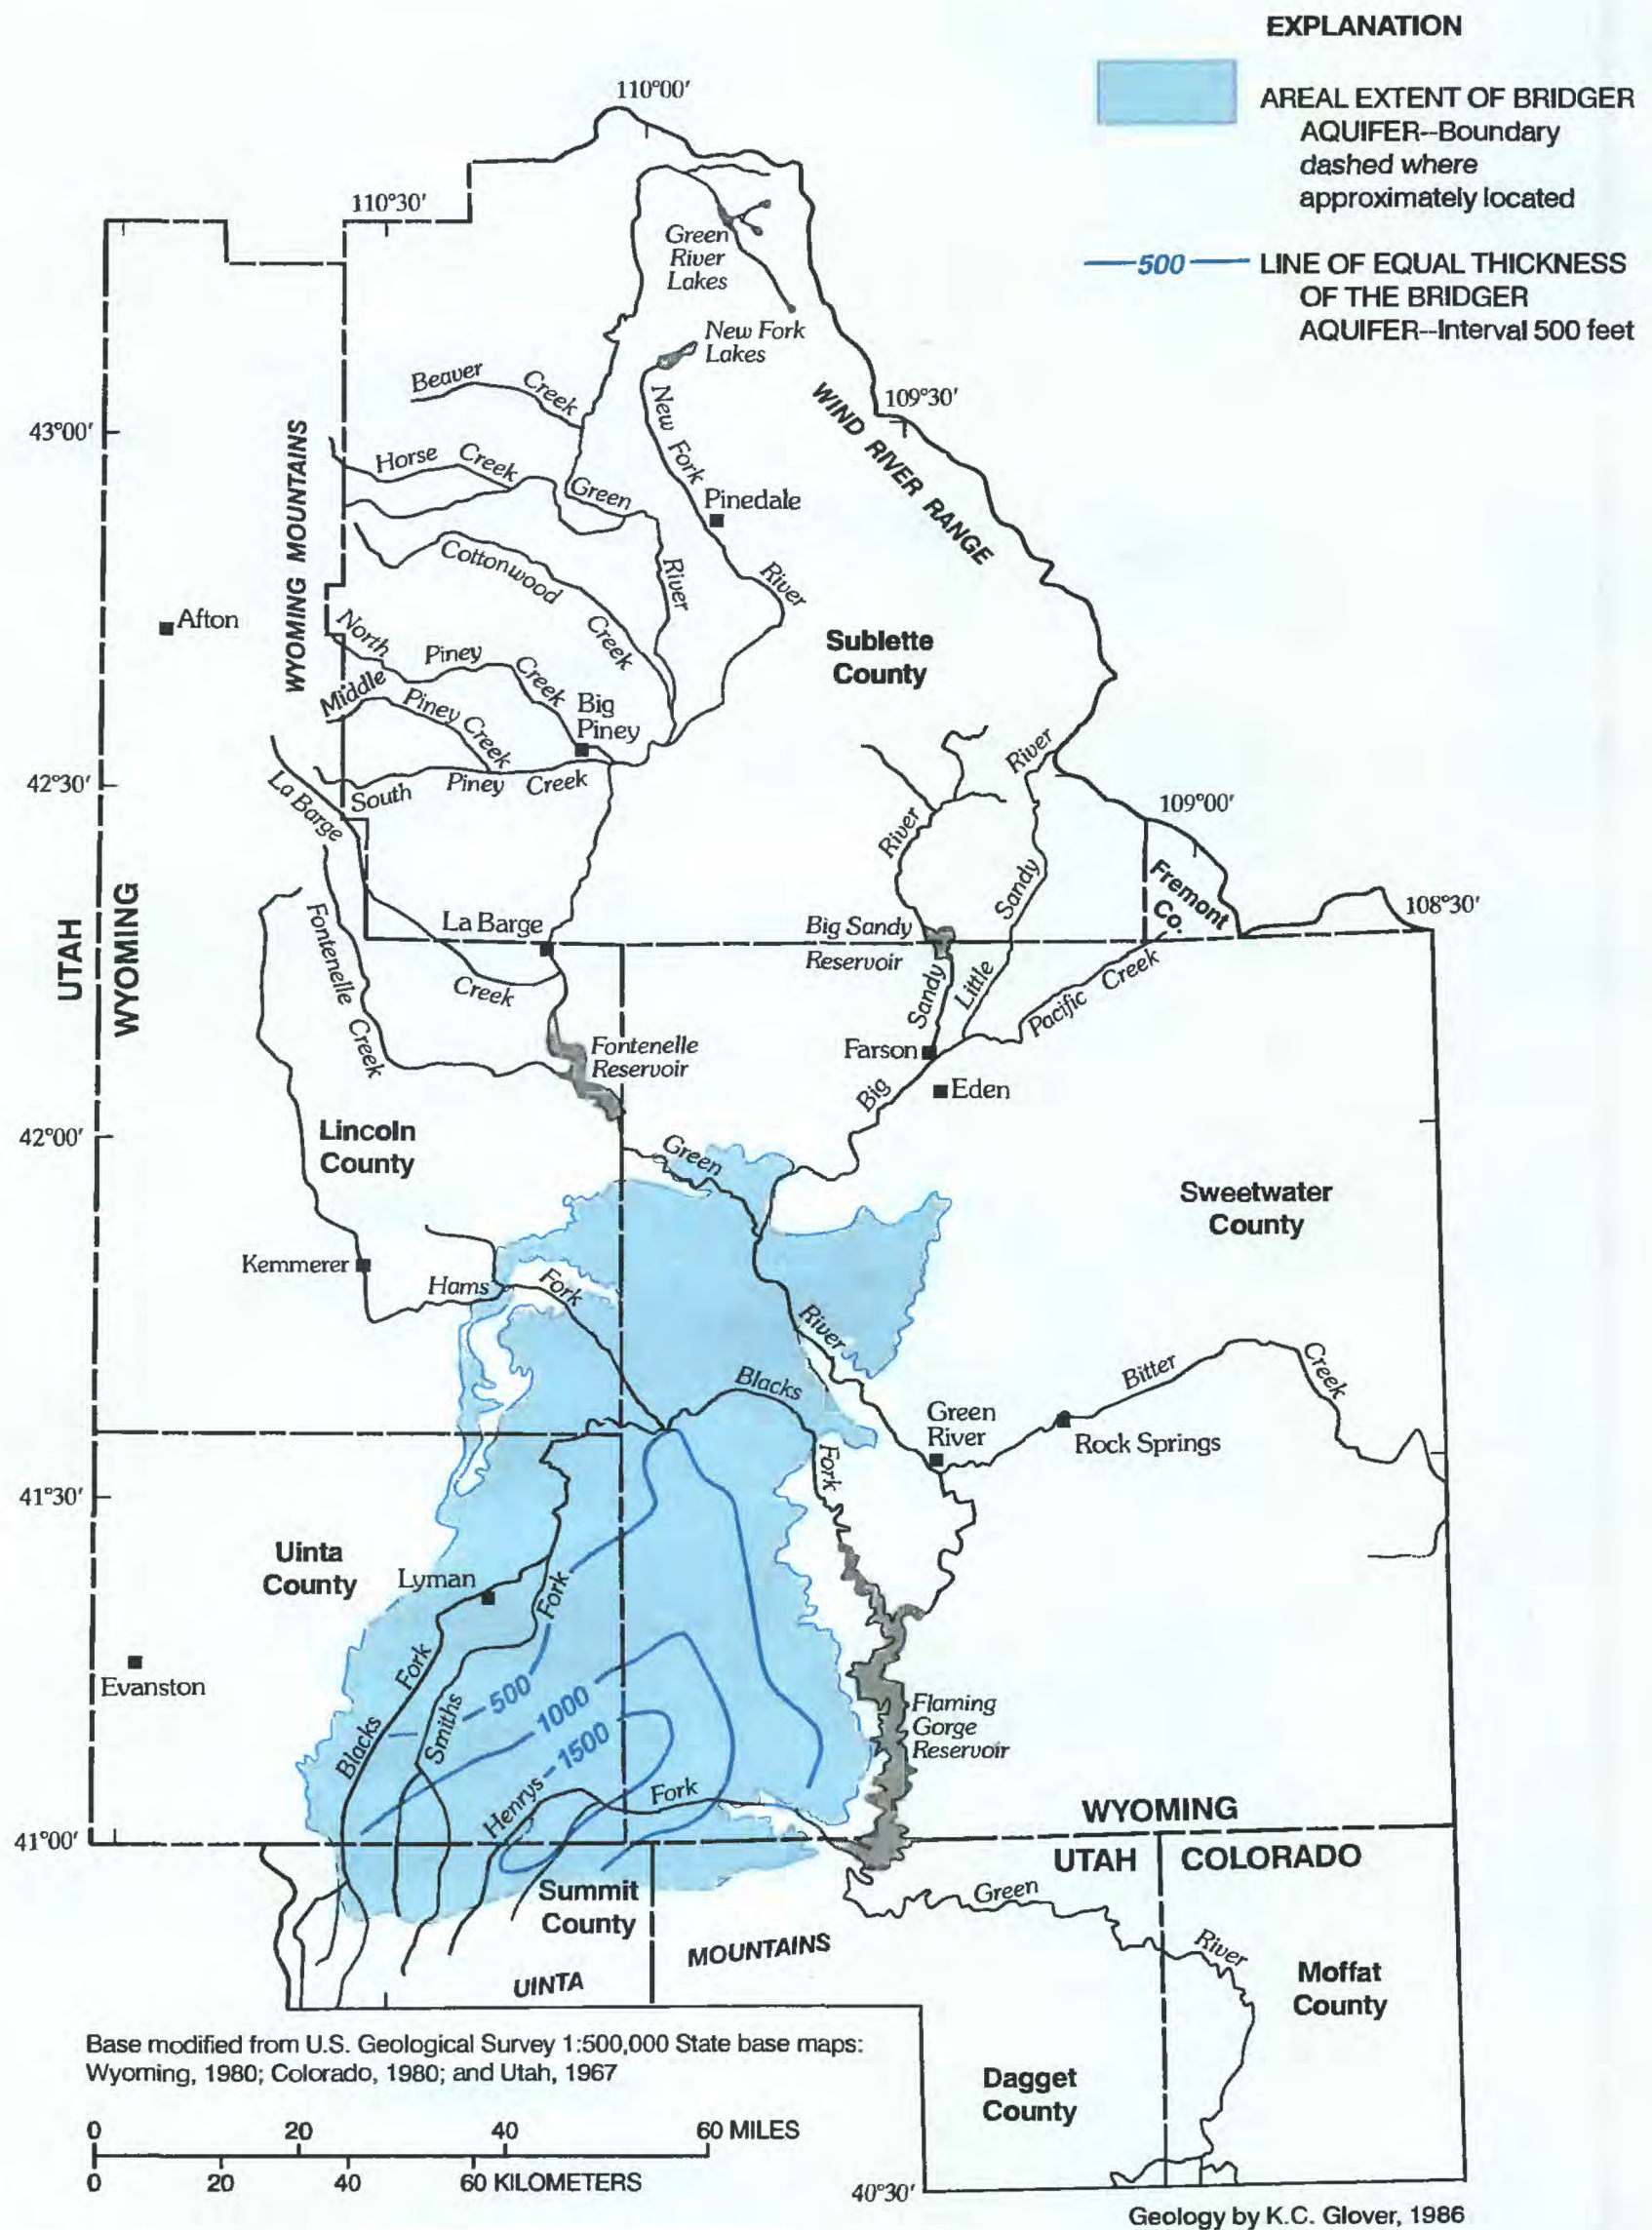 EXPLANATION
AREAL EXTENT OF BRIDGER
AQUIFER--Boundary
dashed where
approximately located
500
LINE OF EQUAL THICKNESS
OF THE BRIDGER
AQUIFER--Interval 500 feet
110°00'
110°30'
Green
River
Lakes
New Fork
Lakes
Beaver Creek
109°30'
43°00'
WYOMING MOUNTAINS
WIND RIVER RANGE
Horse Creek
New Fork
River
Green
River
Pinedale
Cottonwood
Creek
Afton
Sublette
County
North
Piney
Creek
Middle
Piney Creek
Big
Piney
42°30'
South
Piney Creek
La Barge
River
River
109°00'
Fremont
Co.
108°30'
Sandy
UTAH
WYOMING
Fontenelle
Creek
La Barge
Creek
Big Sandy
Reservoir
Sandy
Little
Pacific Creek
Fontenelle
Reservoir
Farson
Eden
Big
42°00'
Lincoln
County
Green
Sweetwater
County
Kemmerer
Hams
Fork
River
Blacks
Fork
Bitter
Creek
Green
River
Rock Springs
41°30'
Uinta
County
Lyman
Fork
Evanston
Fork
500
1000
1500
Blacks
Smiths
Henrys
Fork
Flaming
Gorge
Reservoir
41°00'
WYOMING
UTAH
COLORADO
Summit
County
Green
River
UINTA
MOUNTAINS
Moffat
County
Dagget
County
Base modified from U.S. Geological Survey 1:500,000 State base maps:
Wyoming, 1980; Colorado, 1980; and Utah, 1967
0 20 40 60 MILES
0 20 40 60 KILOMETERS
40°30'
Geology by K.C. Glover, 1986